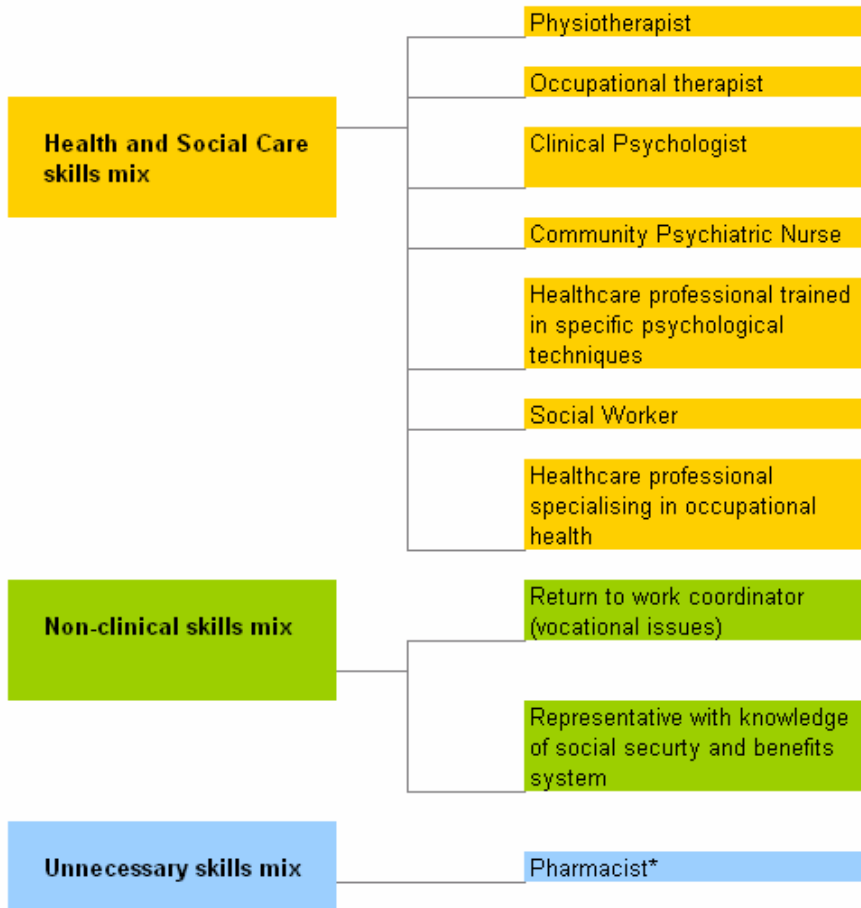 Physiotherapist
Occupational therapist
Health and Social Care
skills mix
Clinical Psychologist
Community Psychiatric Nurse
Healthcare professional trained
in specific psychological
techniques
Social Worker
Healthcare professional
specialising in occupational
health
Non-clinical skills mix
Return to work coordinator
(vocational issues)
Representative with knowledge
of social securty and benefits
system
Unnecessary skills mix
Pharmacist*